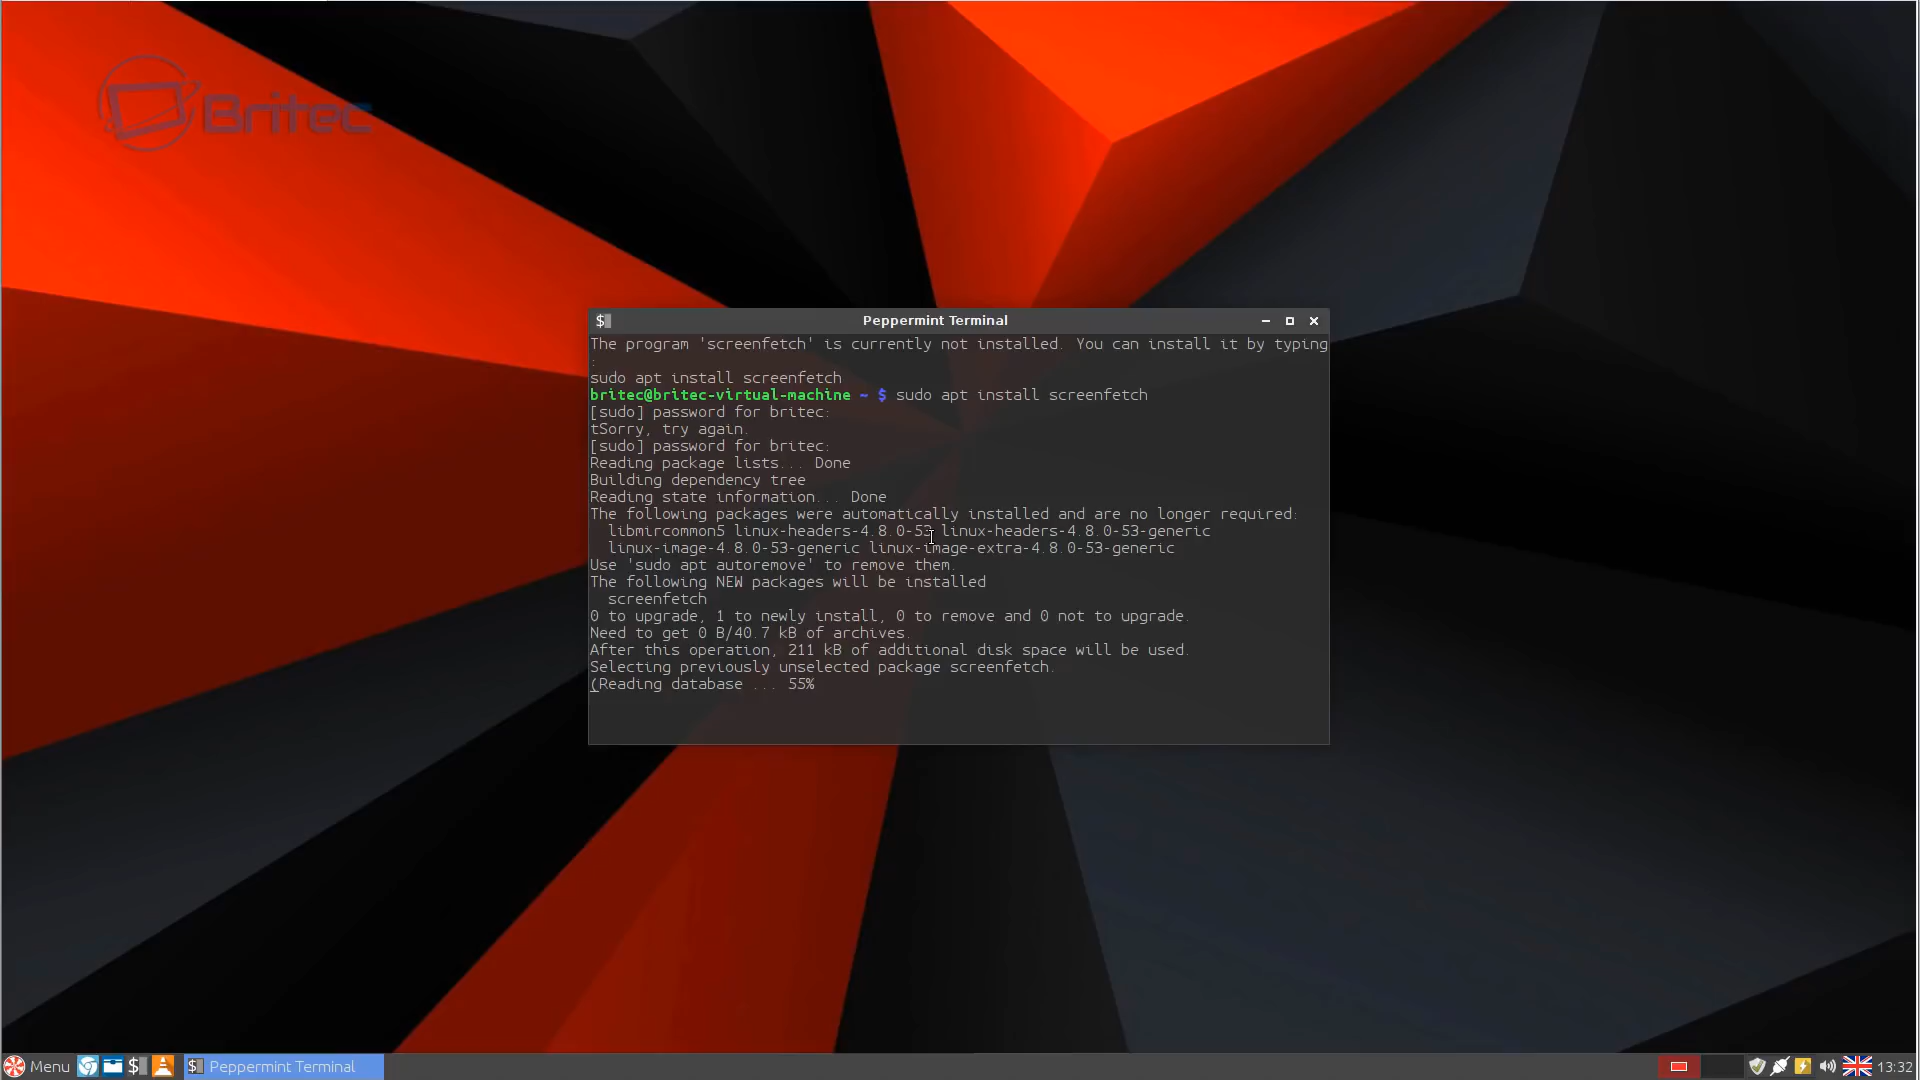 Britec
$ Peppermint Terminal
The program 'screenfetch' is currently not installed. You can install it by typing
:
sudo apt install screenfetch
britec@britec-virtual-machine ~ $ sudo apt install screenfetch
[sudo] password for britec:
tSorry, try again.
[sudo] password for britec:
Reading package lists... Done
Building dependency tree
Reading state information... Done
The following packages were automatically installed and are no longer required:
libmircommon5 linux-headers-4.8.0-53 linux-headers-4.8.0-53-generic
linux-image-4.8.0-53-generic linux-image-extra-4.8.0-53-generic
Use 'sudo apt autoremove' to remove them.
The following NEW packages will be installed
screenfetch
0 to upgrade, 1 to newly install, 0 to remove and 0 not to upgrade.
Need to get 0 B/40.7 kB of archives.
After this operation, 211 kB of additional disk space will be used.
Selecting previously unselected package screenfetch.
(Reading database ... 55%
Menu $ $ Peppermint Terminal 13:32